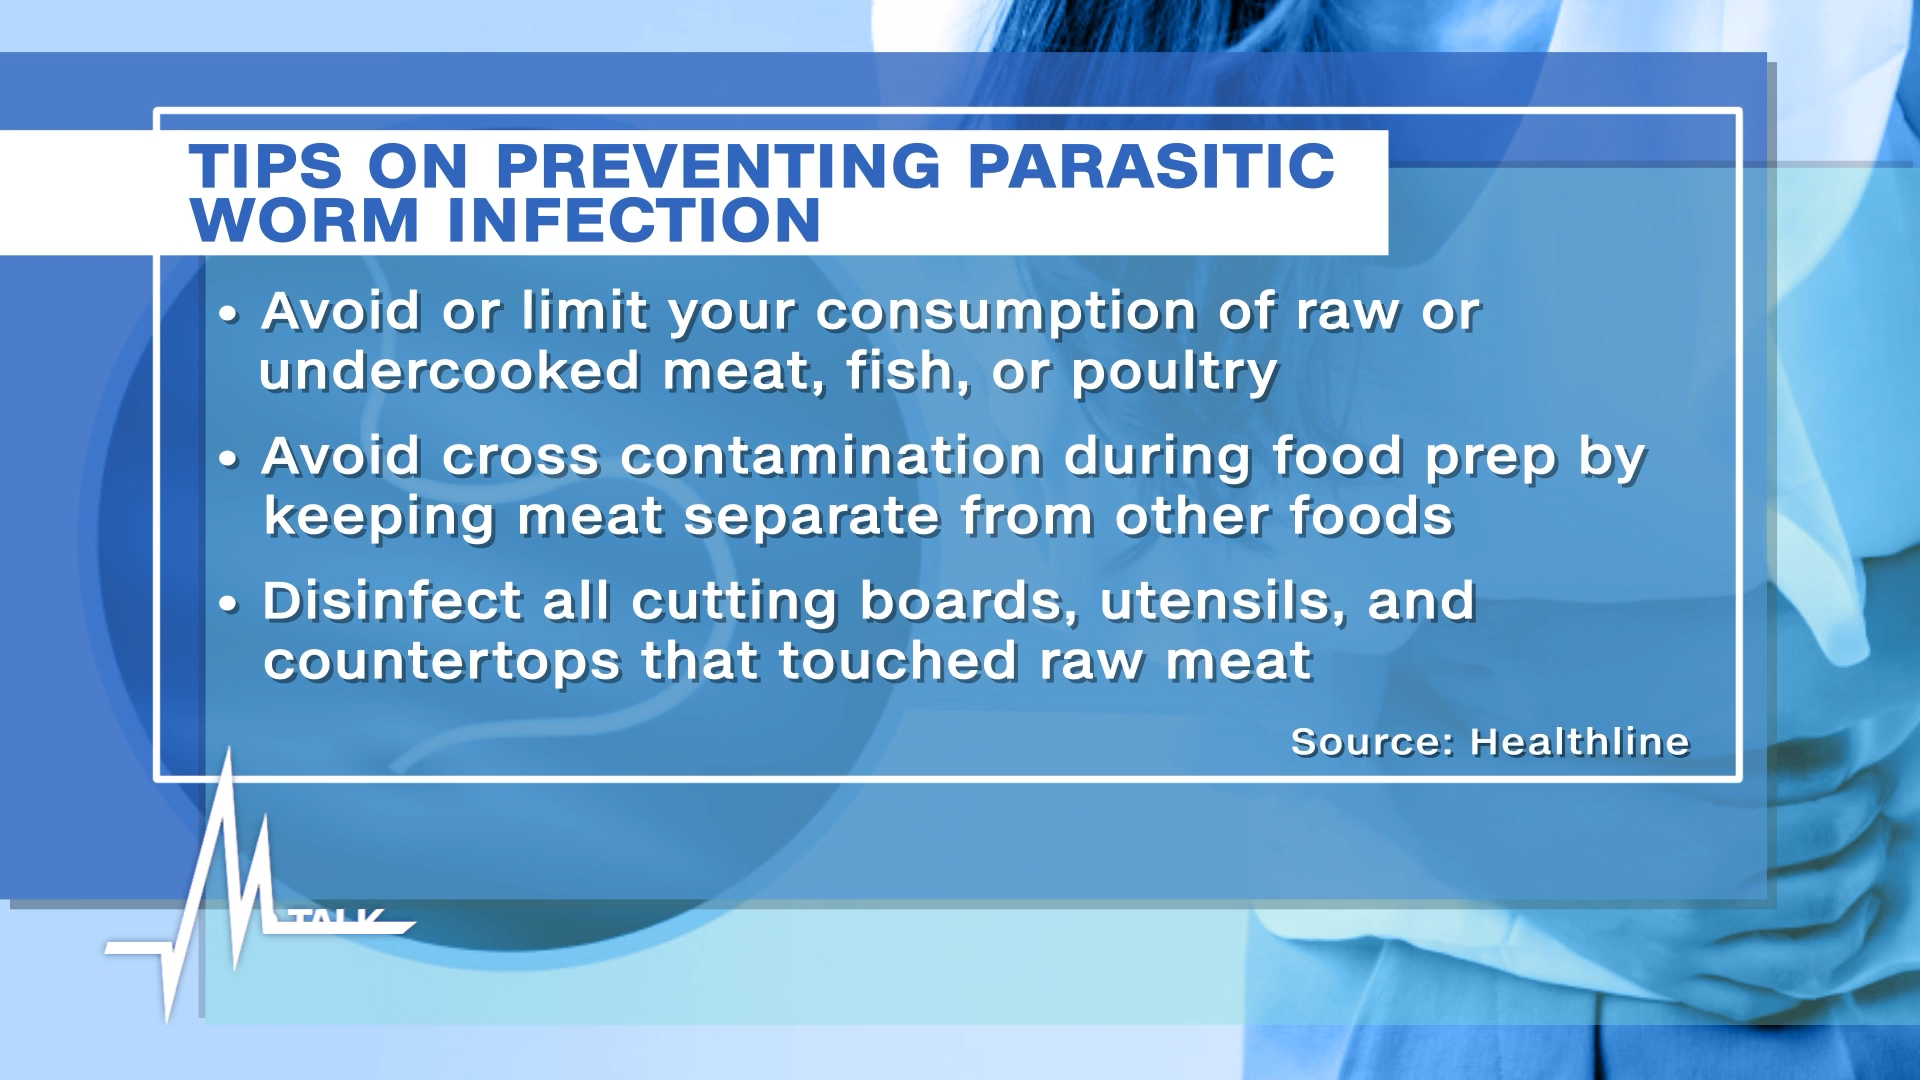 TIPS ON PREVENTING PARASITIC
WORM INFECTION
• Avoid or limit your consumption of raw or
undercooked meat, fish, or poultry
• Avoid cross contamination during food prep by
keeping meat separate from other foods
• Disinfect all cutting boards, utensils, and
countertops that touched raw meat
Source: Healthline
TALK